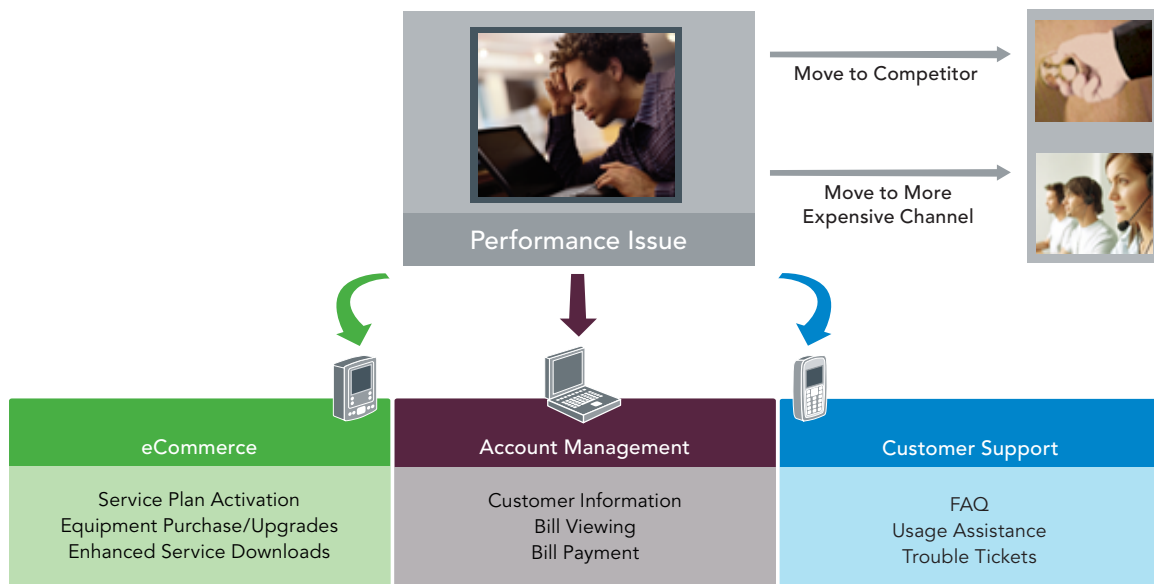 Move to Competitor
Move to More
Expensive Channel
Performance Issue
eCommerce
Service Plan Activation
Equipment Purchase/Upgrades
Enhanced Service Downloads
Account Management
Customer Information
Bill Viewing
Bill Payment
Customer Support
FAQ
Usage Assistance
Trouble Tickets